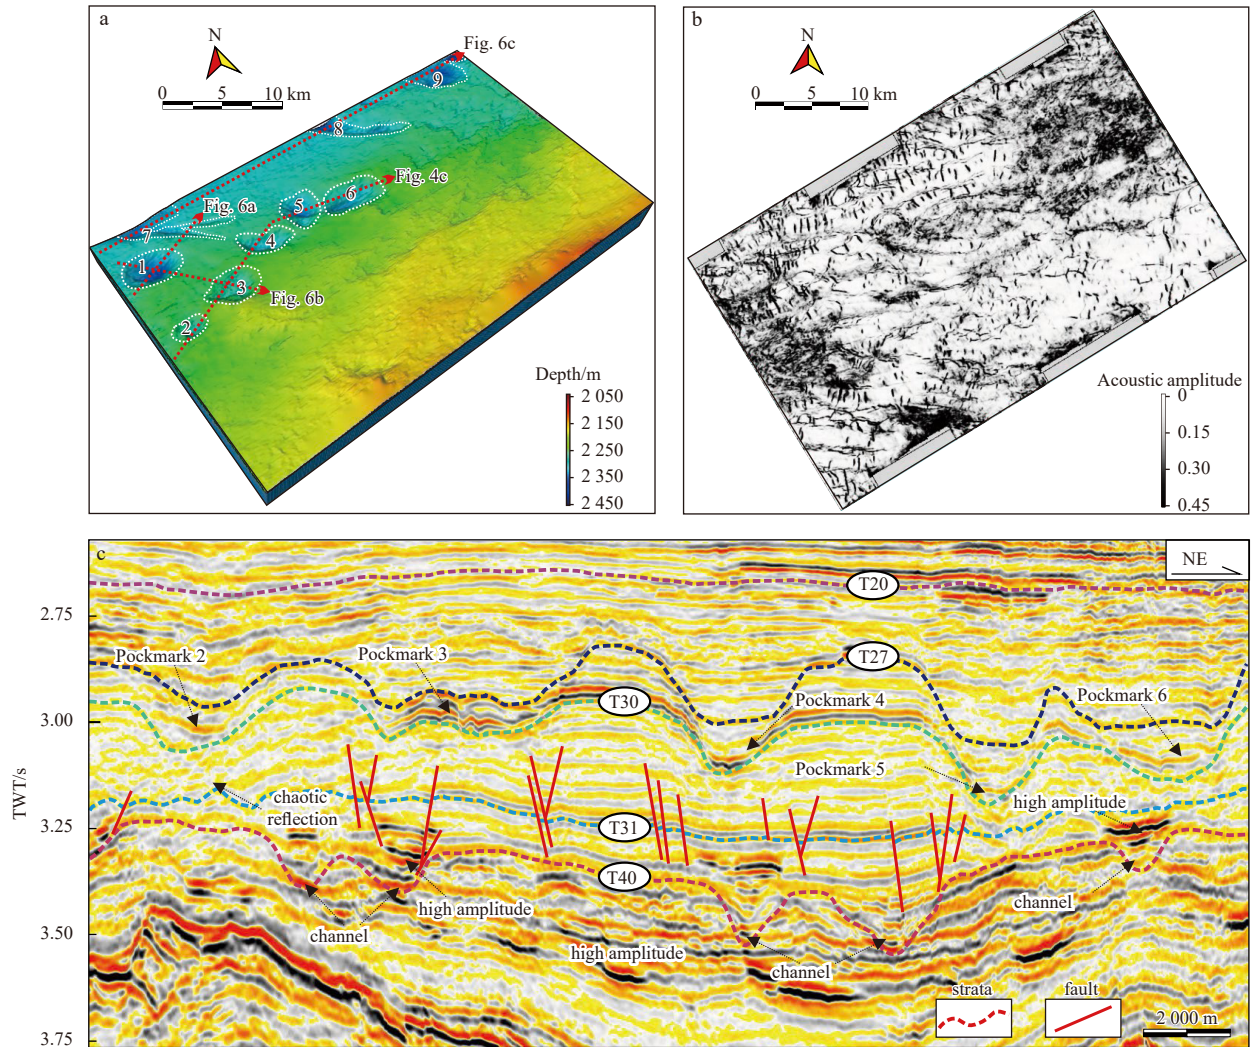 a
N
0 5 10 km
Fig. 6c
9
8
Fig. 4c
6
5
Fig. 6a
7
4
1
3
Fig. 6b
2
Depth/m
2 050
2 150
2 250
2 350
2 450
b
N
0 5 10 km
Acoustic amplitude
0
0.15
0.30
0.45
c
NE
T20
2.75
Pockmark 2
Pockmark 3
T27
T30
Pockmark 4
Pockmark 6
3.00
TWT/s
Pockmark 5
chaotic
reflection
high amplitude
3.25
T31
T40
high amplitude
channel
channel
3.50
high amplitude
channel
strata
fault
2 000 m
3.75